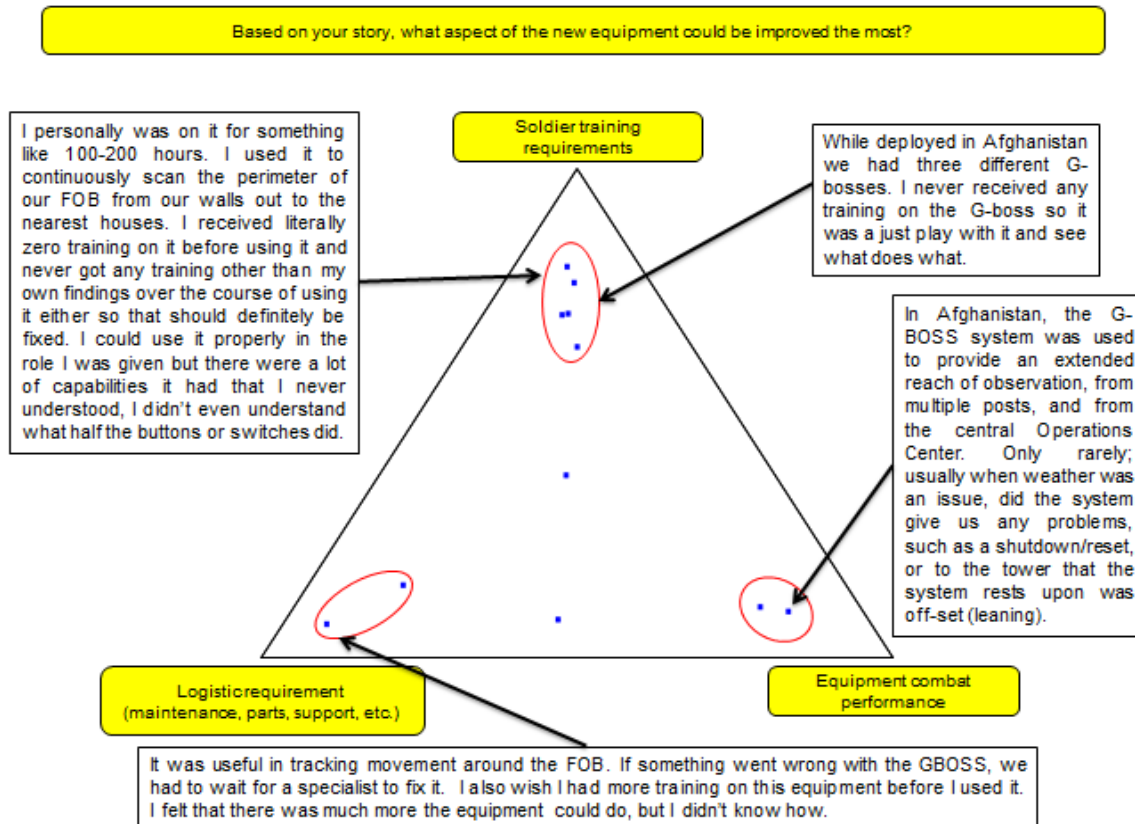 Based on your story, what aspect of the new equipment could be improved the most?
I personally was on it for something
like 100-200 hours. I used it to
continuously scan the perimeter of
our FOB from our walls out to the
nearest houses. I received literally
zero training on it before using it and
never got any training other than my
own findings over the course of using
it either so that should definitely be
fixed. I could use it properly in the
role I was given but there were a lot
of capabilities it had that I never
understood, I didn't even understand
what half the buttons or switches did.
Soldier training
requirements
While deployed in Afghanistan
we had three different G-
bosses. I never received any
training on the G-boss so it
was a just play with it and see
what does what.
In Afghanistan, the G-
BOSS system was used
to provide an extended
reach of observation, from
multiple posts, and from
the central Operations
Center. Only rarely;
usually when weather was
an issue, did the system
give us any problems,
such as a shutdown/reset,
or to the tower that the
system rests upon was
off-set (leaning).
Logistic requirement
(maintenance, parts, support, etc.)
Equipment combat
performance
It was useful in tracking movement around the FOB. If something went wrong with the GBOSS, we
had to wait for a specialist to fix it. I also wish I had more training on this equipment before I used it.
I felt that there was much more the equipment could do, but I didn't know how.